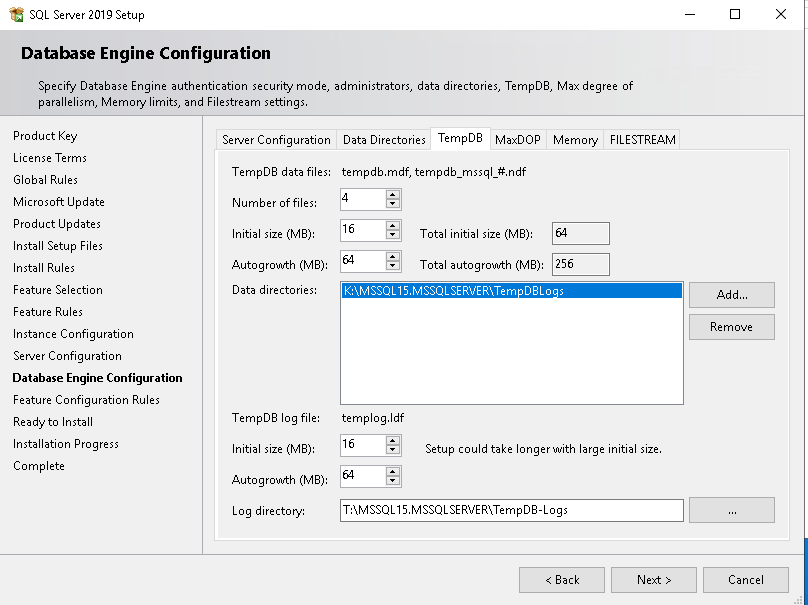 SQL Server 2019 Setup
Database Engine Configuration
Specify Database Engine authentication security mode, administrators, data directories, TempDB, Max degree of
parallelism, Memory limits, and Filestream settings.
Product Key
License Terms
Global Rules
Microsoft Update
Product Updates
Install Setup Files
Install Rules
Feature Selection
Feature Rules
Instance Configuration
Server Configuration
Database Engine Configuration
Feature Configuration Rules
Ready to Install
Installation Progress
Complete
Server Configuration Data Directories TempDB MaxDOP Memory FILESTREAM
TempDB data files: tempdb.mdf, tempdb_mssql_#.ndf
Number of files: 4
Initial size (MB): 16 Total initial size (MB): 64
Autogrowth (MB): 64 Total autogrowth (MB): 256
Data directories: K:\MSSQL15.MSSQLSERVER\TempDBLogs Add...
Remove
TempDB log file: templog.ldf
Initial size (MB): 16 Setup could take longer with large initial size.
Autogrowth (MB): 64
Log directory: T:\MSSQL15.MSSQLSERVER\TempDB-Logs ...
< Back Next > Cancel